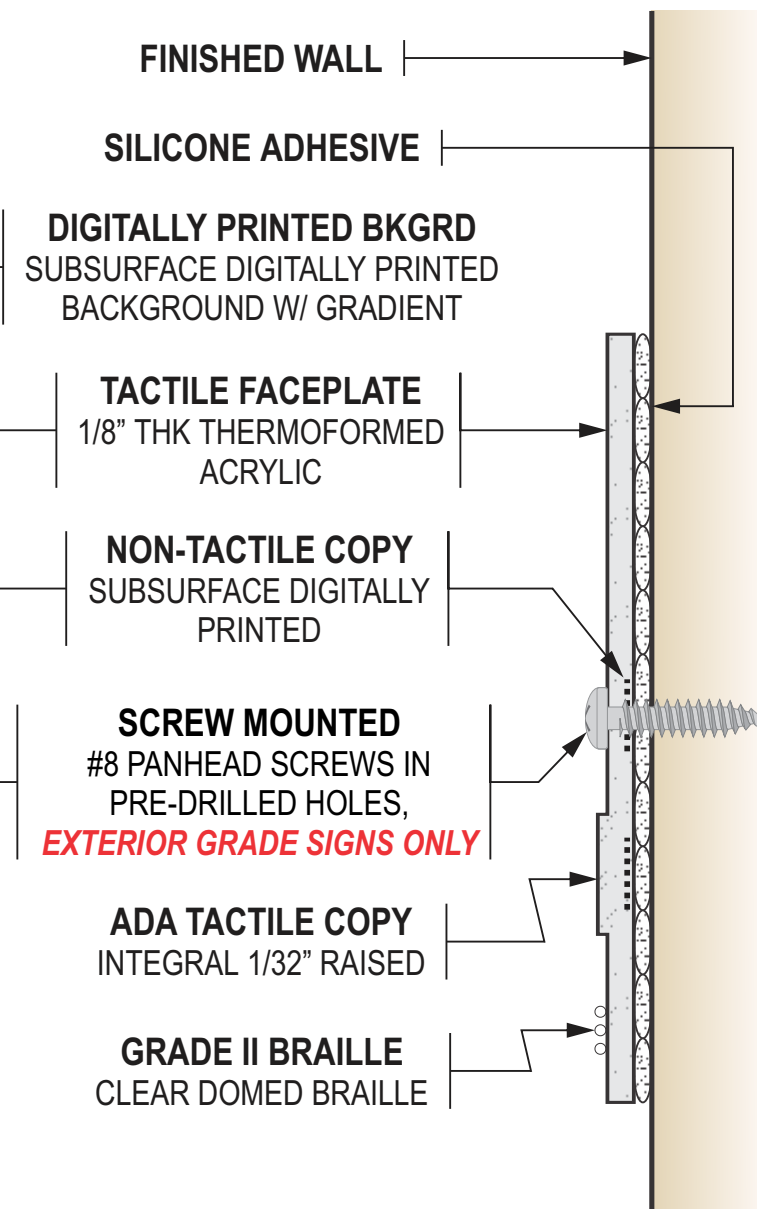 FINISHED WALL
SILICONE ADHESIVE
DIGITALLY PRINTED BKGRD
SUBSURFACE DIGITALLY PRINTED
BACKGROUND W/ GRADIENT
TACTILE FACEPLATE
1/8” THK THERMOFORMED
ACRYLIC
NON-TACTILE COPY
SUBSURFACE DIGITALLY
PRINTED
SCREW MOUNTED
#8 PANHEAD SCREWS IN
PRE-DRILLED HOLES,
EXTERIOR GRADE SIGNS ONLY
ADA TACTILE COPY
INTEGRAL 1/32” RAISED
GRADE II BRAILLE
CLEAR DOMED BRAILLE